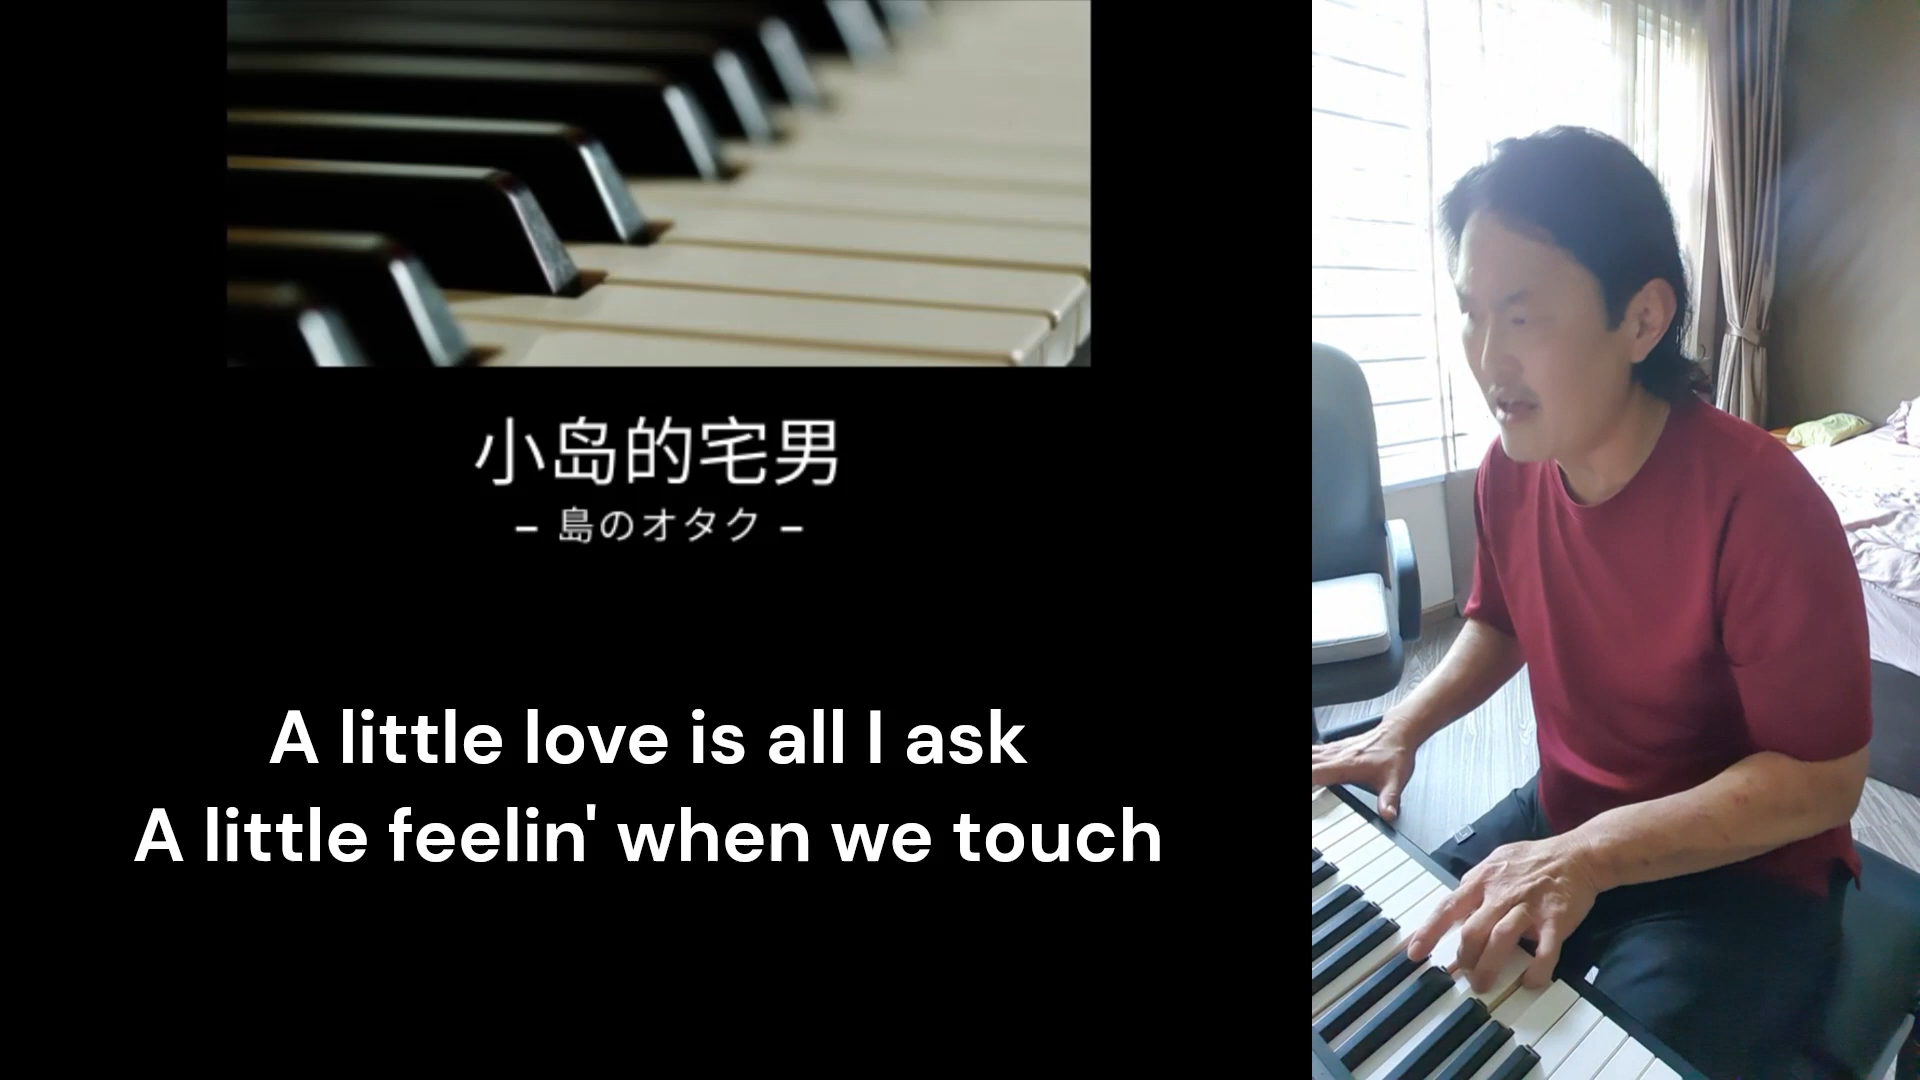 小岛的宅男
– 島のオタク –
A little love is all I ask
A little feelin' when we touch